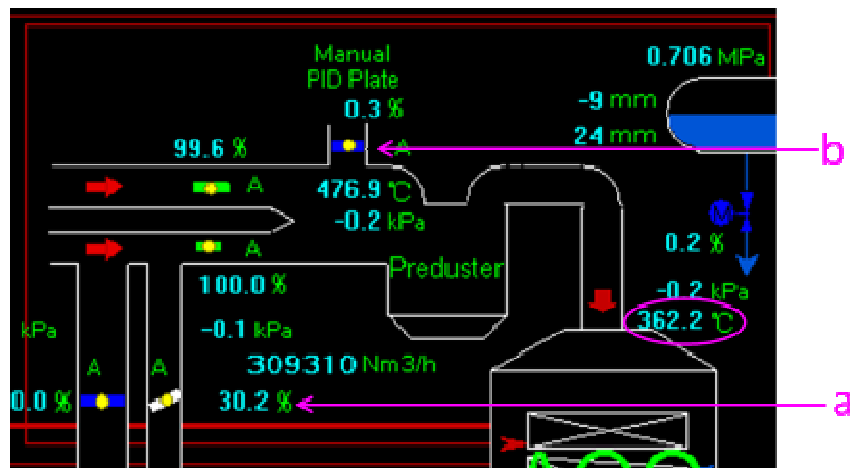 Manual
PID Plate
0.3 %
0.706 MPa
-9 mm
24 mm
99.6 %
A
b
A
476.9 °C
-0.2 kPa
M
A
0.2 %
Preduster
100.0 %
-0.2 kPa
kPa
-0.1 kPa
362.2 °C
A
A
309310 Nm3/h
0.0 %
30.2 %
a